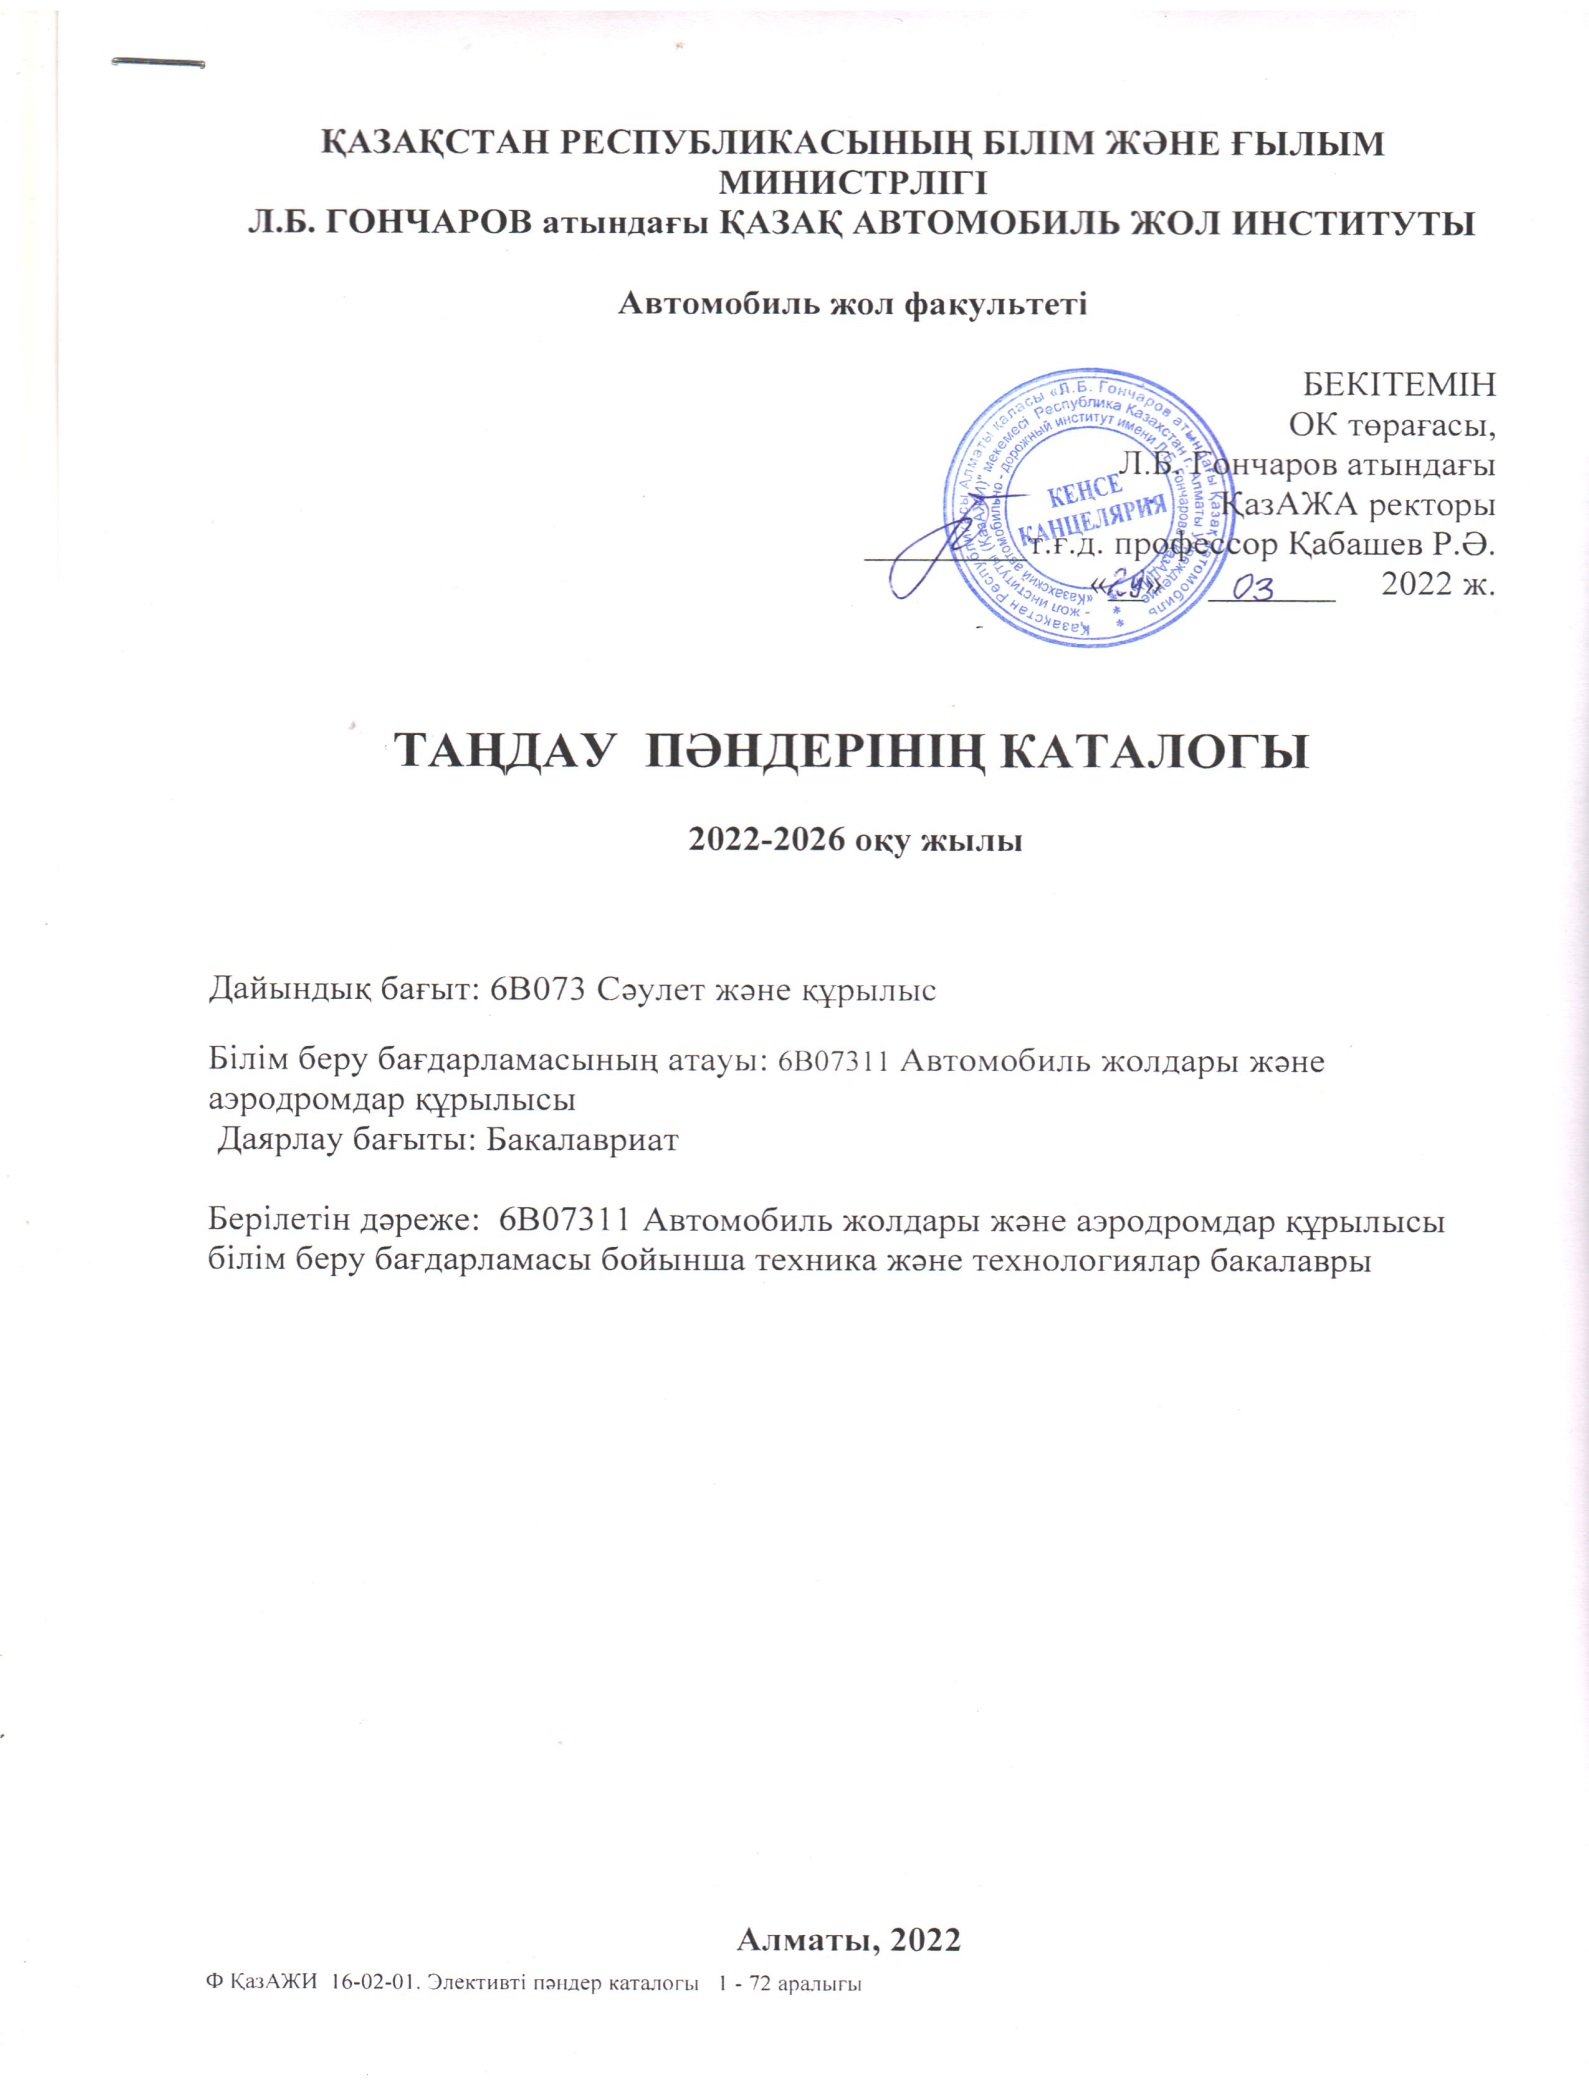 ҚАЗАҚСТАН РЕСПУБЛИКАСЫНЫҢ БІЛІМ ЖӘНЕ ҒЫЛЫМ
МИНИСТРЛІГІ
Л.Б. ГОНЧАРОВ атындағы ҚАЗАҚ АВТОМОБИЛЬ ЖОЛ ИНСТИТУТЫ
Автомобиль жол факультеті
БЕКІТЕМІН
ОК төрағасы,
Л.Б. Гончаров атындағы
ҚазАЖА ректоры
т.ғ.д. профессор Қабашев Р.Ә.
«29» 03 2022 ж.
КЕҢСЕ
КАНЦЕЛЯРИЯ
ТАҢДАУ ПӘНДЕРІНІҢ КАТАЛОГЫ
2022-2026 оқу жылы
Дайындық бағыт: 6В073 Сәулет және құрылыс
Білім беру бағдарламасының атауы: 6В07311 Автомобиль жолдары және
аэродромдар құрылысы
Даярлау бағыты: Бакалавриат
Берілетін дәреже: 6В07311 Автомобиль жолдары және аэродромдар құрылысы
білім беру бағдарламасы бойынша техника және технологиялар бакалавры
Алматы, 2022
Ф ҚазАЖИ 16-02-01. Элективті пәндер каталогы 1 - 72 аралығы